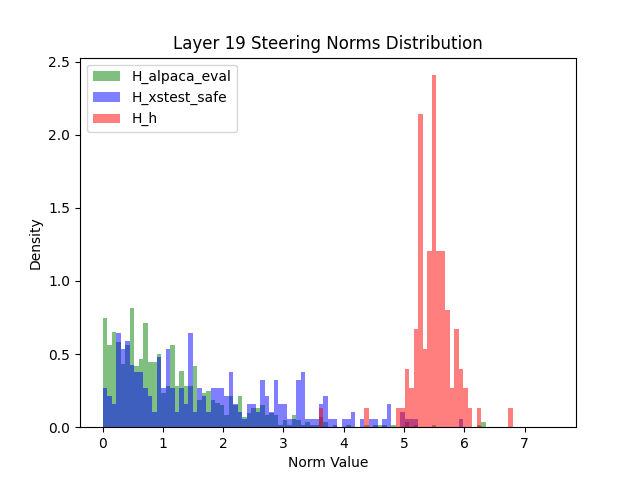 Layer 19 Steering Norms Distribution
2.5
2.0
1.5
1.0
0.5
0.0
Density
H_alpaca_eval
H_xstest_safe
H_h
0 1 2 3 4 5 6 7
Norm Value